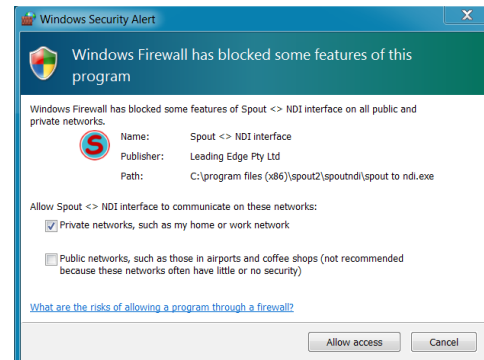 Windows Security Alert
X
Windows Firewall has blocked some features of this
program
Windows Firewall has blocked some features of Spout <> NDI interface on all public and
private networks.
S
Name: Spout <> NDI interface
Publisher: Leading Edge Pty Ltd
Path: C:\program files (x86)\spout2\spoutndi\spout to ndi.exe
Allow Spout <> NDI interface to communicate on these networks:
Private networks, such as my home or work network
Public networks, such as those in airports and coffee shops (not recommended
because these networks often have little or no security)
What are the risks of allowing a program through a firewall?
Allow access Cancel